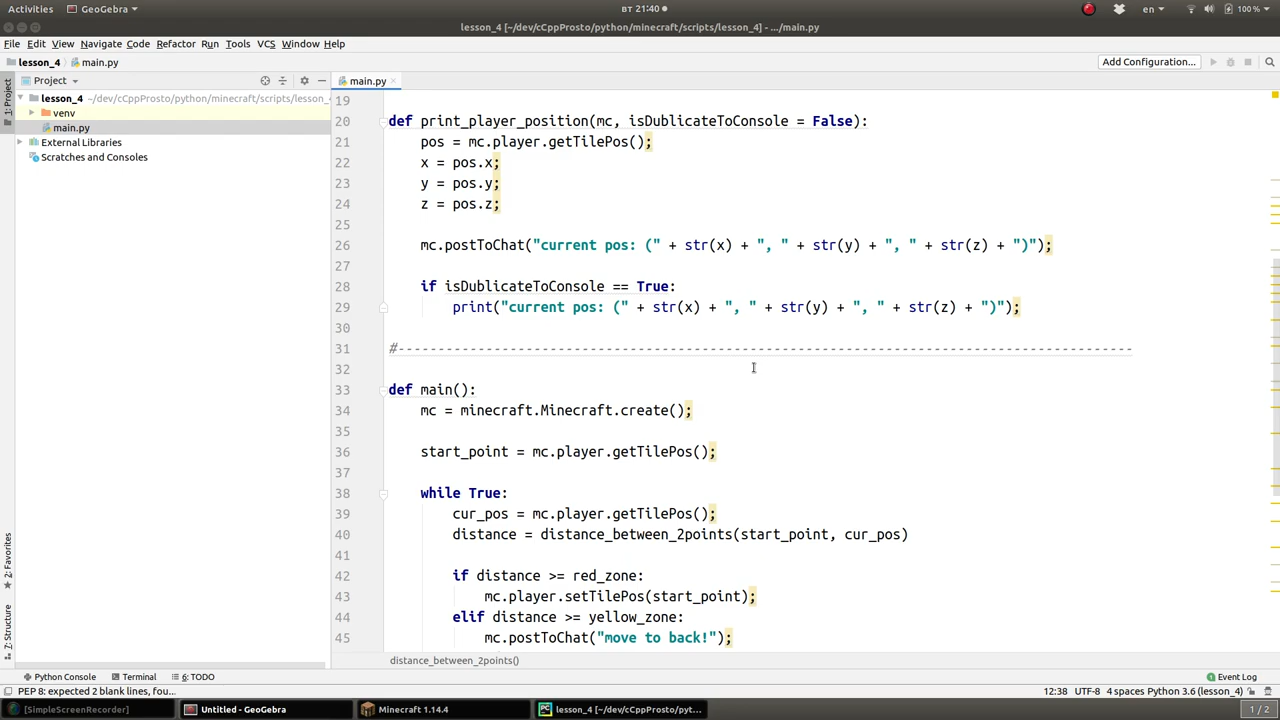 Activities GeoGebra вт 21:40 en 100 %
lesson_4 [~/dev/cCppProsto/python/minecraft/scripts/lesson_4] - .../main.py
File Edit View Navigate Code Refactor Run Tools VCS Window Help
lesson_4 main.py Add Configuration...
Project main.py
1: Project
lesson_4 ~/dev/cCppProsto/python/minecraft/scripts/lesson_
venv
main.py
External Libraries
Scratches and Consoles
2: Favorites
7: Structure
19
20 def print_player_position(mc, isDublicateToConsole = False):
21 pos = mc.player.getTilePos();
22 x = pos.x;
23 y = pos.y;
24 z = pos.z;
25
26 mc.postToChat("current pos: (" + str(x) + ", " + str(y) + ", " + str(z) + ")");
27
28 if isDublicateToConsole == True:
29 print("current pos: (" + str(x) + ", " + str(y) + ", " + str(z) + ")");
30
31 #--------------------------------------------------------------------------------------------
32
33 def main():
34 mc = minecraft.Minecraft.create();
35
36 start_point = mc.player.getTilePos();
37
38 while True:
39 cur_pos = mc.player.getTilePos();
40 distance = distance_between_2points(start_point, cur_pos)
41
42 if distance >= red_zone:
43 mc.player.setTilePos(start_point);
44 elif distance >= yellow_zone:
45 mc.postToChat("move to back!");
distance_between_2points()
Python Console Terminal 6: TODO Event Log
PEP 8: expected 2 blank lines, fou... 12:38 UTF-8 4 spaces Python 3.6 (lesson_4)
[SimpleScreenRecorder] Untitled - GeoGebra Minecraft 1.14.4 lesson_4 [~/dev/cCppProsto/pyt... 1 / 2